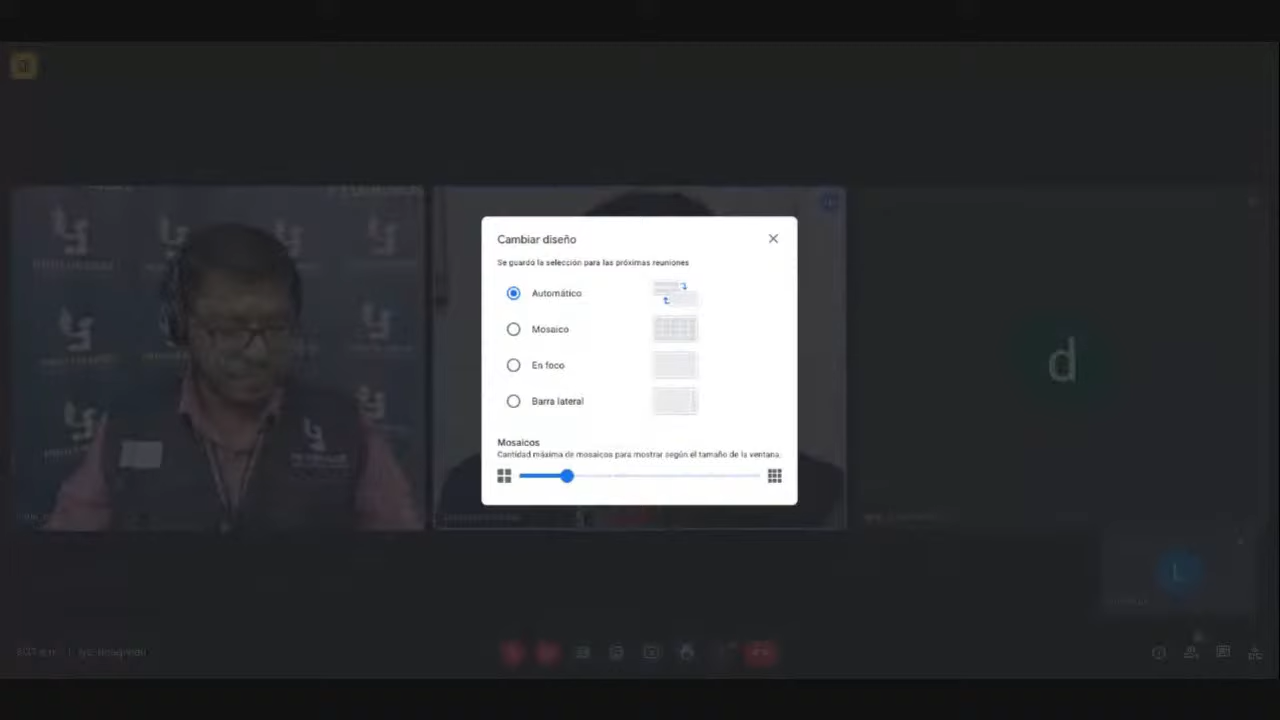 Cambiar diseño
Se guardó la selección para las próximas reuniones
Automático
Mosaico
En foco
Barra lateral
Mosaicos
Cantidad máxima de mosaicos para mostrar según el tamaño de la ventana.
d
L